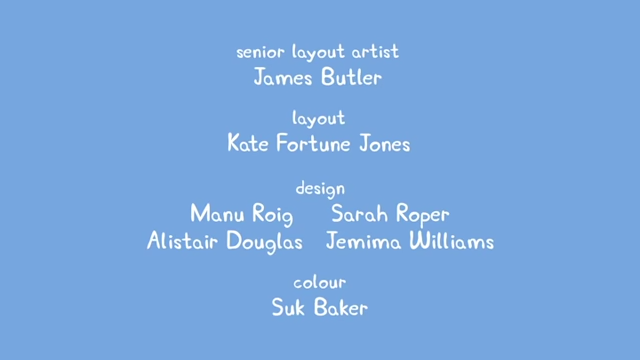 senior layout artist
James Butler
layout
Kate Fortune Jones
design
Manu Roig Sarah Roper
Alistair Douglas Jemima Williams
colour
Suk Baker